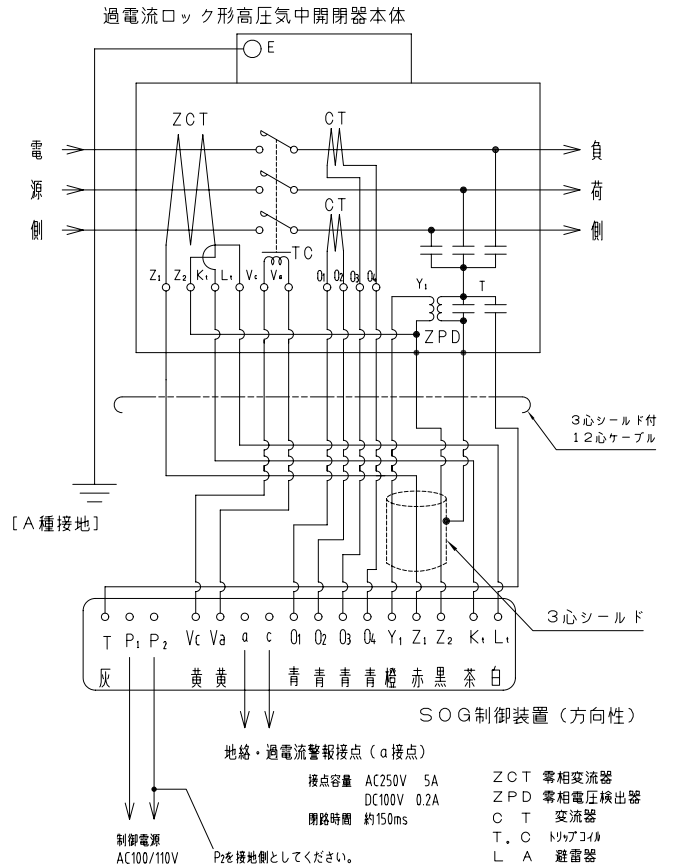 過電流ロック形高圧気中開閉器本体
E
ZCT
CT
電
負
源
荷
CT
側
側
TC
Z1 Z2 Kt Lt Vc Va O1 O2 O3 O4
Y1
T
ZPD
3心シールド付
12心ケーブル
[A種接地]
3心シールド
T P1 P2 Vc Va a c O1 O2 O3 O4 Y1 Z1 Z2 Kt Lt
灰 黄 黄 青 青 青 青 橙 赤 黒 茶 白
SOG制御装置（方向性）
地絡・過電流警報接点（a接点）
接点容量 AC250V 5A
DC100V 0.2A
閉路時間 約150ms
制御電源
AC100/110V
P2を接地側としてください。
ZCT 零相変流器
ZPD 零相電圧検出器
CT 変流器
T.C トリップコイル
LA 避雷器